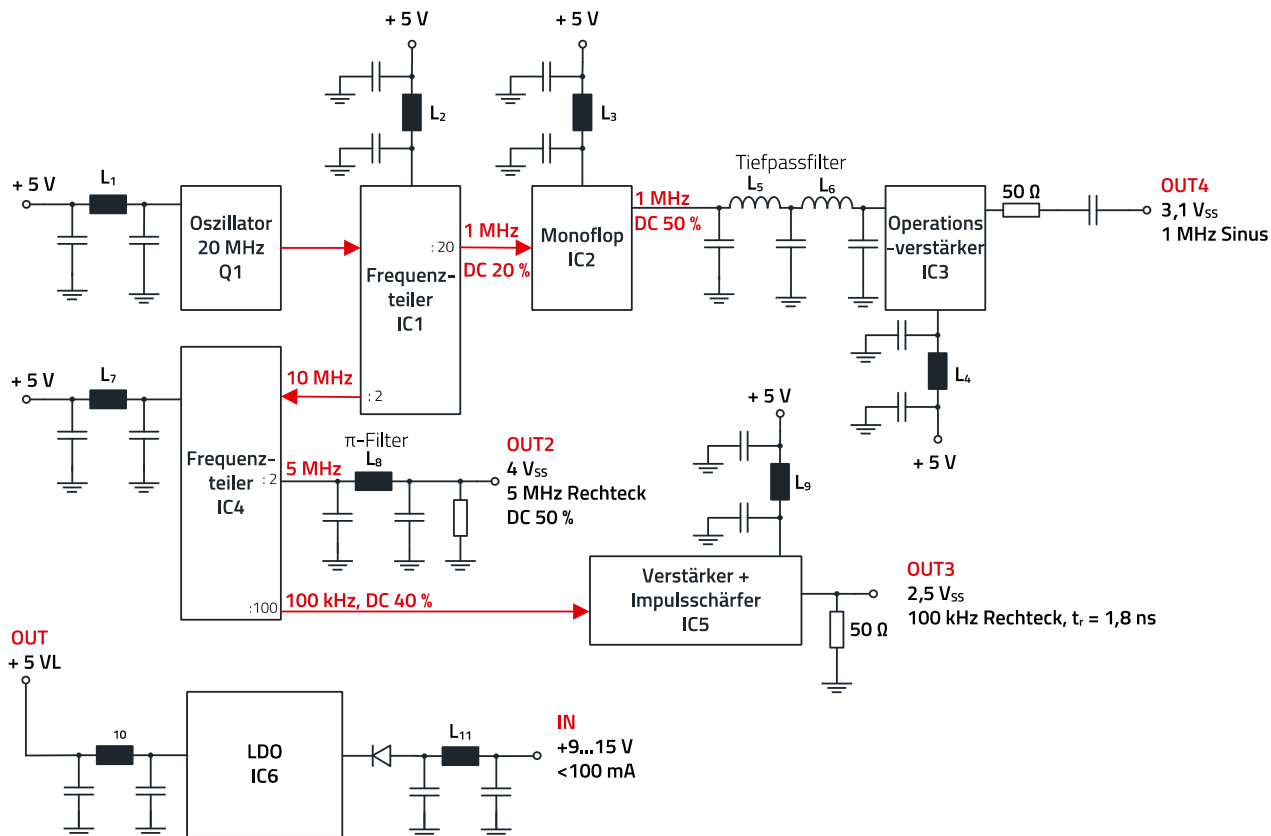 + 5 V
+ 5 V
L₂
L₃
+ 5 V
L₁
Oszillator
20 MHz
Q1
: 20
Frequenz-
teiler
IC1
: 2
1 MHz
DC 20 %
Monoflop
IC2
1 MHz
DC 50 %
Tiefpassfilter
L₅
L₆
Operations
-verstärker
IC3
50 Ω
OUT4
3,1 Vss
1 MHz Sinus
L₄
+ 5 V
+ 5 V
L₇
10 MHz
Frequenz-
teiler
IC4
: 2
:100
5 MHz
π-Filter
L₈
OUT2
4 Vss
5 MHz Rechteck
DC 50 %
+ 5 V
L₉
100 kHz, DC 40 %
Verstärker +
Impulsschärfer
IC5
50 Ω
OUT3
2,5 Vss
100 kHz Rechteck, tᵣ = 1,8 ns
OUT
+ 5 VL
10
LDO
IC6
L₁₁
IN
+9...15 V
<100 mA